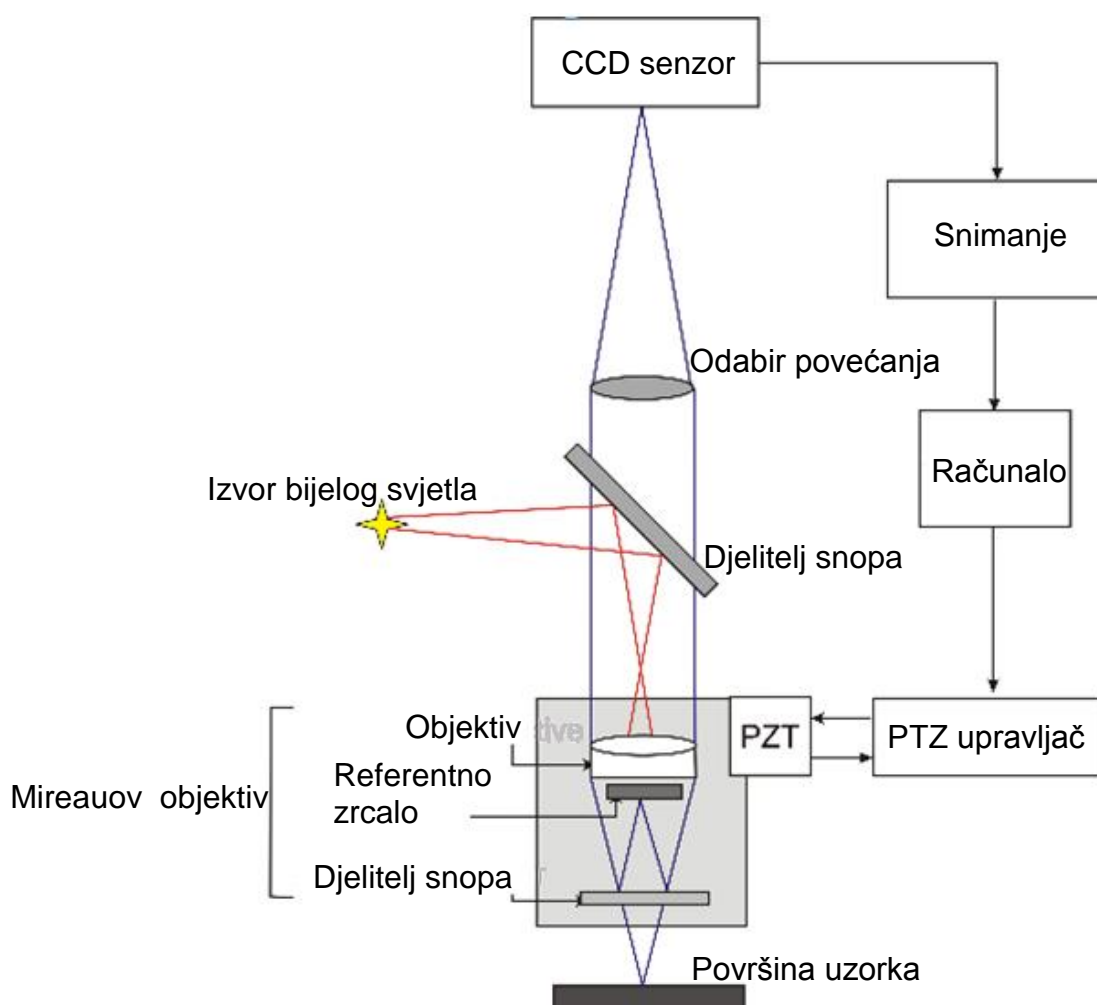 CCD senzor
Snimanje
Odabir povećanja
Računalo
Izvor bijelog svjetla
Djelitelj snopa
Objektiv
PZT
PTZ upravljač
Referentno
zrcalo
Mireauov objektiv
Djelitelj snopa
Površina uzorka